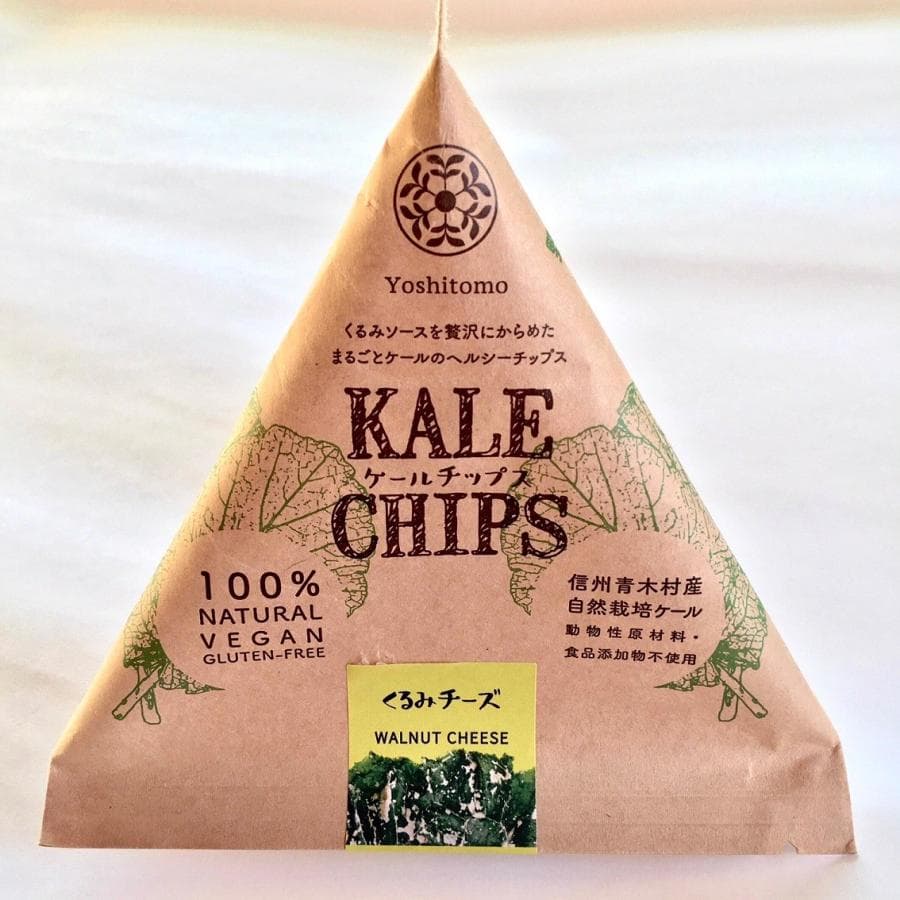 Yoshitomo
くるみソースを贅沢にからめた
まるごとケールのヘルシーチップス
KALE
ケールチップス
CHIPS
100%
NATURAL
VEGAN
GLUTEN-FREE
信州青木村産
自然栽培ケール
動物性原材料・
食品添加物不使用
くるみチーズ
WALNUT CHEESE